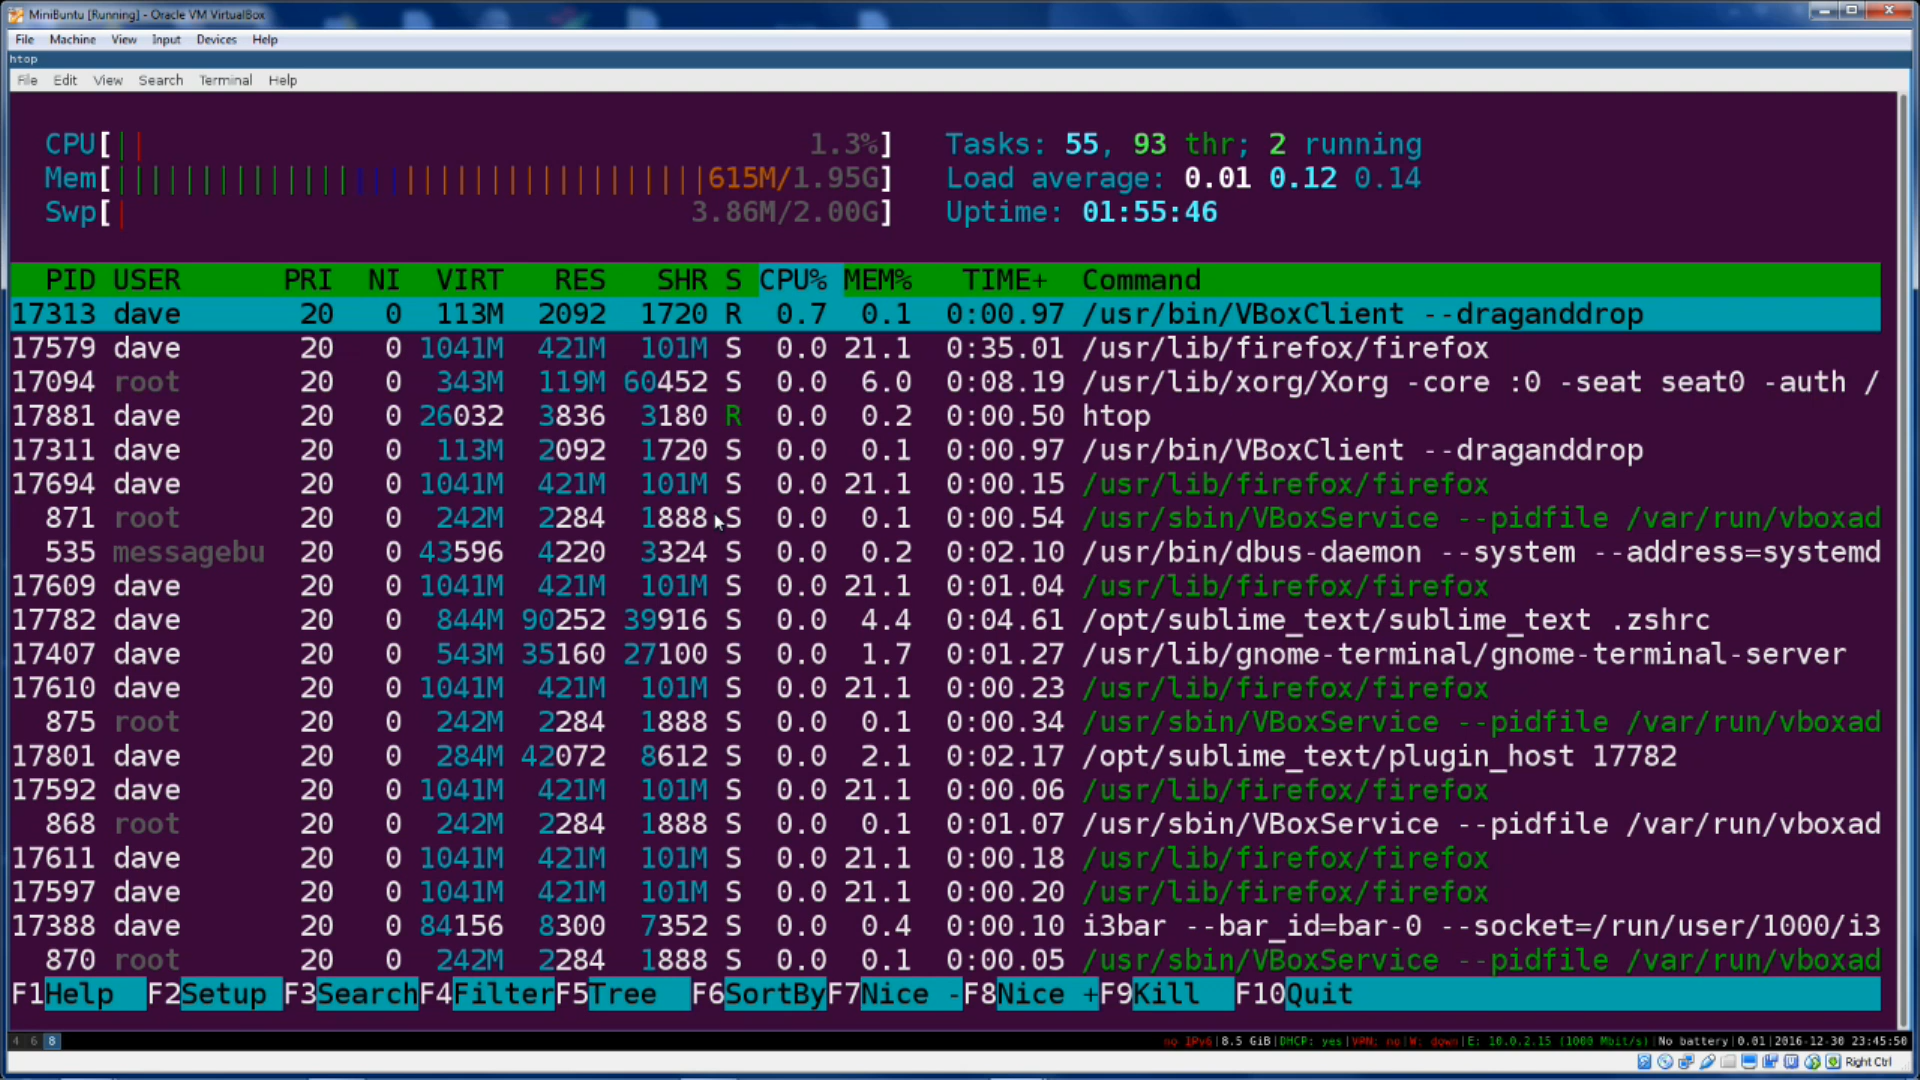 MiniBuntu [Running] - Oracle VM VirtualBox
File Machine View Input Devices Help
htop
File Edit View Search Terminal Help
CPU[|| 1.3%] Tasks: 55, 93 thr; 2 running
Mem[|||||||||||||||||||||||||||||||||||615M/1.95G] Load average: 0.01 0.12 0.14
Swp[| 3.86M/2.00G] Uptime: 01:55:46
PID USER PRI NI VIRT RES SHR S CPU% MEM% TIME+ Command
17313 dave 20 0 113M 2092 1720 R 0.7 0.1 0:00.97 /usr/bin/VBoxClient --draganddrop
17579 dave 20 0 1041M 421M 101M S 0.0 21.1 0:35.01 /usr/lib/firefox/firefox
17094 root 20 0 343M 119M 60452 S 0.0 6.0 0:08.19 /usr/lib/xorg/Xorg -core :0 -seat seat0 -auth /
17881 dave 20 0 26032 3836 3180 R 0.0 0.2 0:00.50 htop
17311 dave 20 0 113M 2092 1720 S 0.0 0.1 0:00.97 /usr/bin/VBoxClient --draganddrop
17694 dave 20 0 1041M 421M 101M S 0.0 21.1 0:00.15 /usr/lib/firefox/firefox
871 root 20 0 242M 2284 1888 S 0.0 0.1 0:00.54 /usr/sbin/VBoxService --pidfile /var/run/vboxad
535 messagebu 20 0 43596 4220 3324 S 0.0 0.2 0:02.10 /usr/bin/dbus-daemon --system --address=systemd
17609 dave 20 0 1041M 421M 101M S 0.0 21.1 0:01.04 /usr/lib/firefox/firefox
17782 dave 20 0 844M 90252 39916 S 0.0 4.4 0:04.61 /opt/sublime_text/sublime_text .zshrc
17407 dave 20 0 543M 35160 27100 S 0.0 1.7 0:01.27 /usr/lib/gnome-terminal/gnome-terminal-server
17610 dave 20 0 1041M 421M 101M S 0.0 21.1 0:00.23 /usr/lib/firefox/firefox
875 root 20 0 242M 2284 1888 S 0.0 0.1 0:00.34 /usr/sbin/VBoxService --pidfile /var/run/vboxad
17801 dave 20 0 284M 42072 8612 S 0.0 2.1 0:02.17 /opt/sublime_text/plugin_host 17782
17592 dave 20 0 1041M 421M 101M S 0.0 21.1 0:00.06 /usr/lib/firefox/firefox
868 root 20 0 242M 2284 1888 S 0.0 0.1 0:01.07 /usr/sbin/VBoxService --pidfile /var/run/vboxad
17611 dave 20 0 1041M 421M 101M S 0.0 21.1 0:00.18 /usr/lib/firefox/firefox
17597 dave 20 0 1041M 421M 101M S 0.0 21.1 0:00.20 /usr/lib/firefox/firefox
17388 dave 20 0 84156 8300 7352 S 0.0 0.4 0:00.10 i3bar --bar_id=bar-0 --socket=/run/user/1000/i3
870 root 20 0 242M 2284 1888 S 0.0 0.1 0:00.05 /usr/sbin/VBoxService --pidfile /var/run/vboxad
F1Help F2Setup F3SearchF4FilterF5Tree F6SortByF7Nice -F8Nice +F9Kill F10Quit
4 6 8 no IPv6|8.5 GiB|DHCP: yes|VPN: no|W: down|E: 10.0.2.15 (1000 Mbit/s)|No battery|0.01|2016-12-30 23:45:50
Right Ctrl